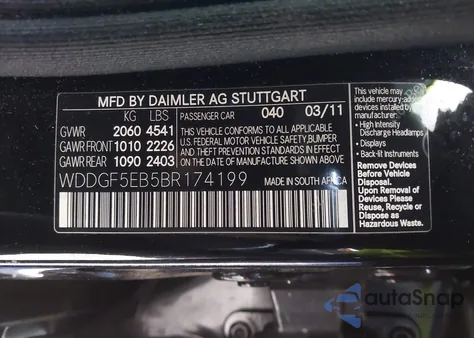 MFD BY DAIMLER AG STUTTGART
KG LBS PASSENGER CAR 040 03/11
GVWR 2060 4541
GAWR FRONT 1010 2226
GAWR REAR 1090 2403
THIS VEHICLE CONFORMS TO ALL APPLICABLE
U.S. FEDERAL MOTOR VEHICLE SAFETY, BUMPER
AND THEFT PREVENTION STANDARDS IN EFFECT
ON THE DATE OF MANUFACTURE SHOWN ABOVE.
WDDGF5EB5BR174199 MADE IN SOUTH AFRICA
This vehicle may
include mercury-added
devices installed by
manufacturer:
• High Intensity
Discharge Headlamps
• Displays
• Back-lit Instruments
Remove Devices
Before Vehicle
Disposal.
Upon Removal of
Devices Please
Reuse, Recycle or
Dispose as
Hazardous Waste.
autoSnap